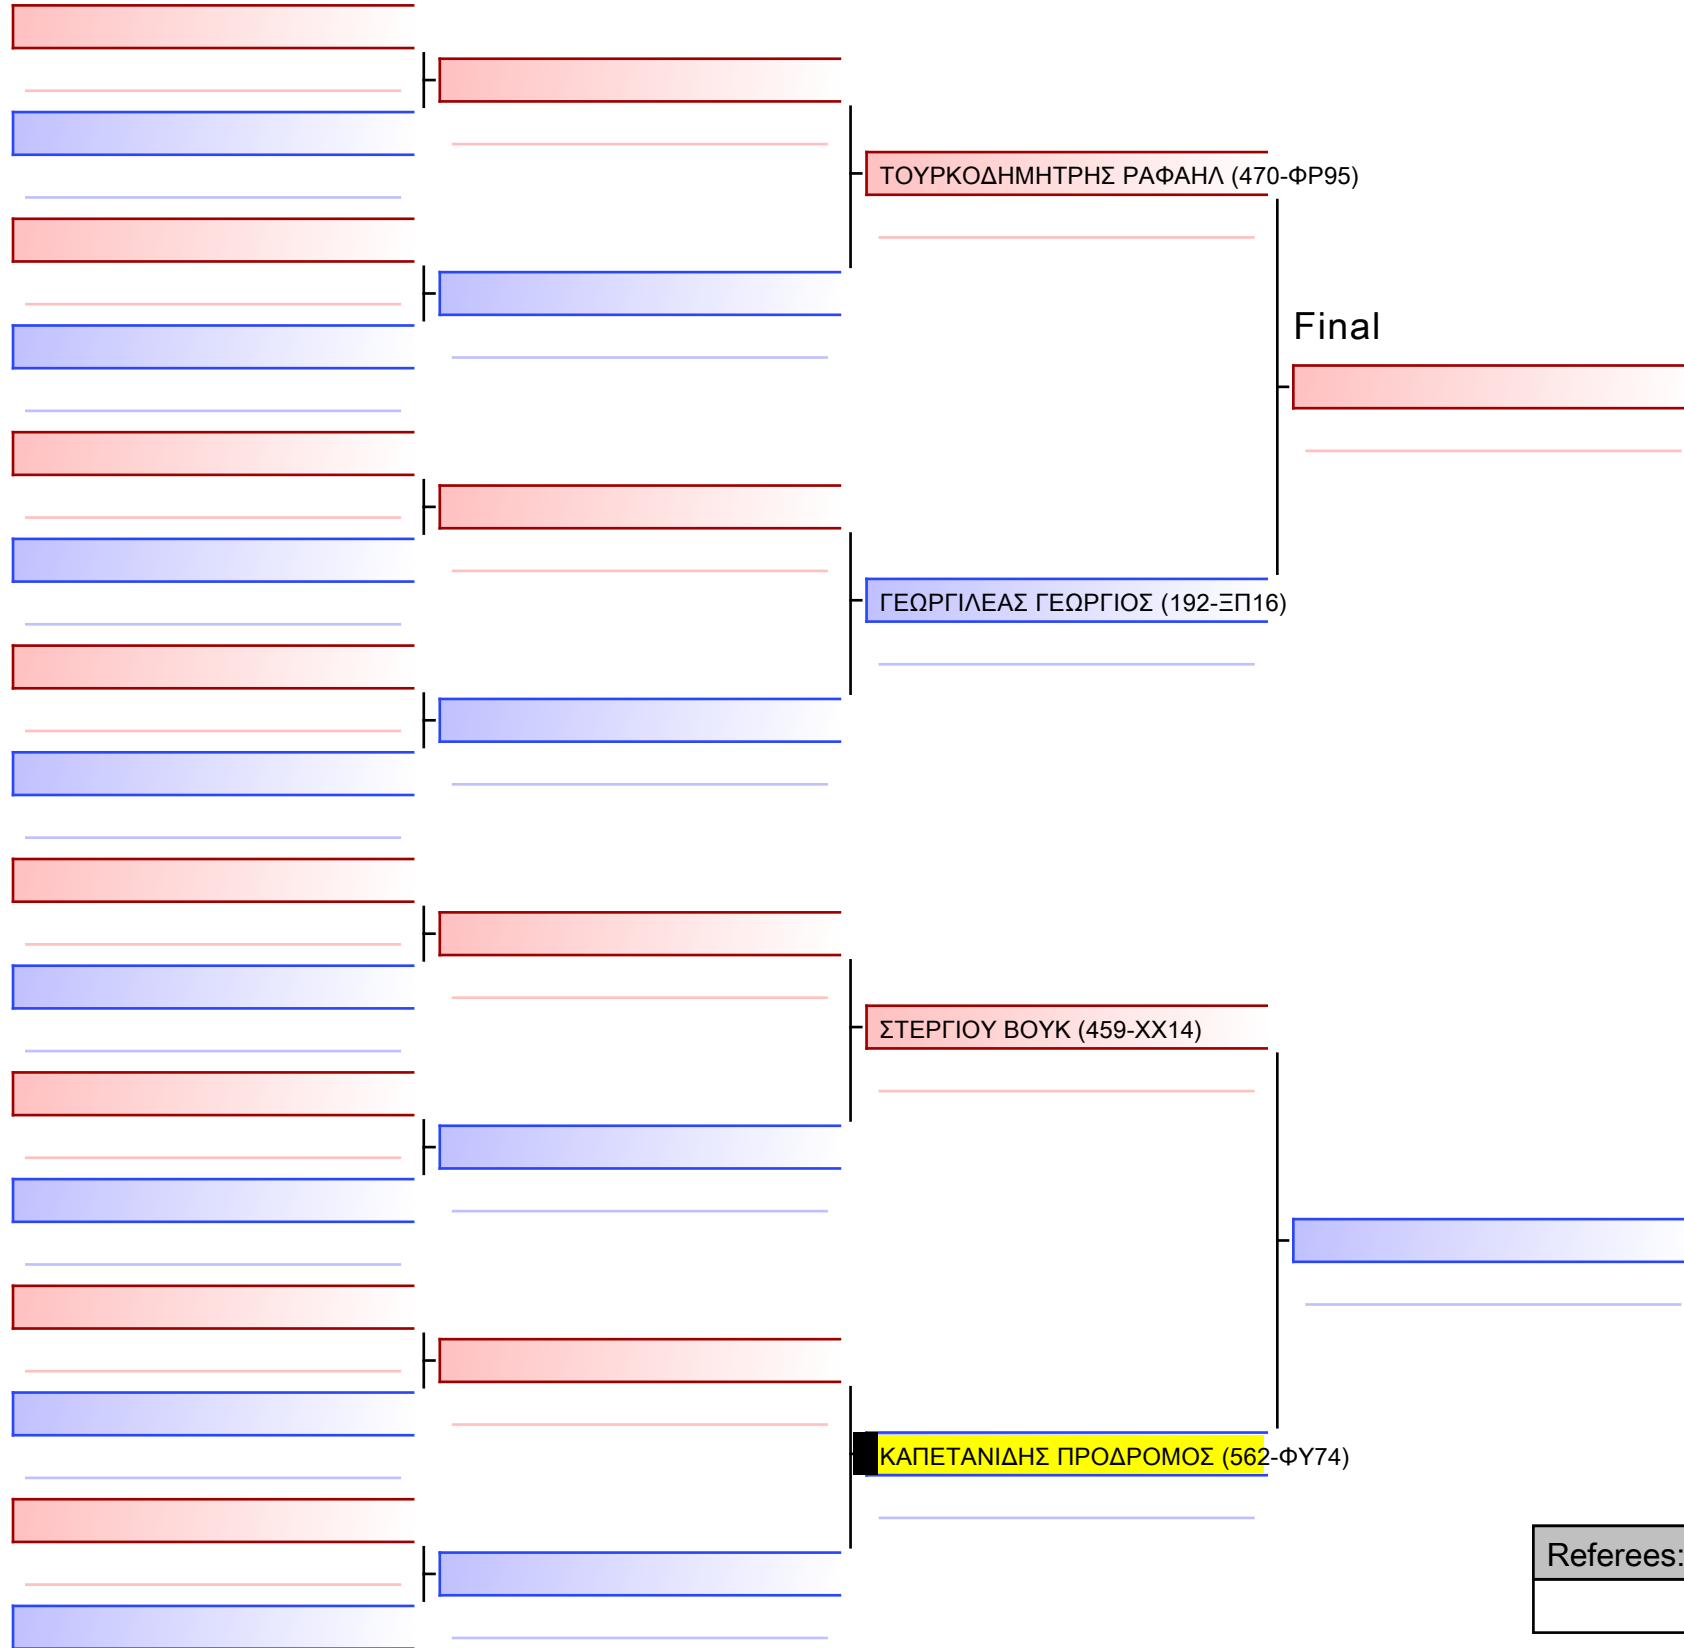 ΤΟΥΡΚΟΔΗΜΗΤΡΗΣ ΡΑΦΑΗΛ (470-ΦΡ95)
Final
ΓΕΩΡΓΙΛΕΑΣ ΓΕΩΡΓΙΟΣ (192-ΞΠ16)
ΣΤΕΡΓΙΟΥ ΒΟΥΚ (459-ΧΧ14)
ΚΑΠΕΤΑΝΙΔΗΣ ΠΡΟΔΡΟΜΟΣ (562-ΦΥ74)
Referees: